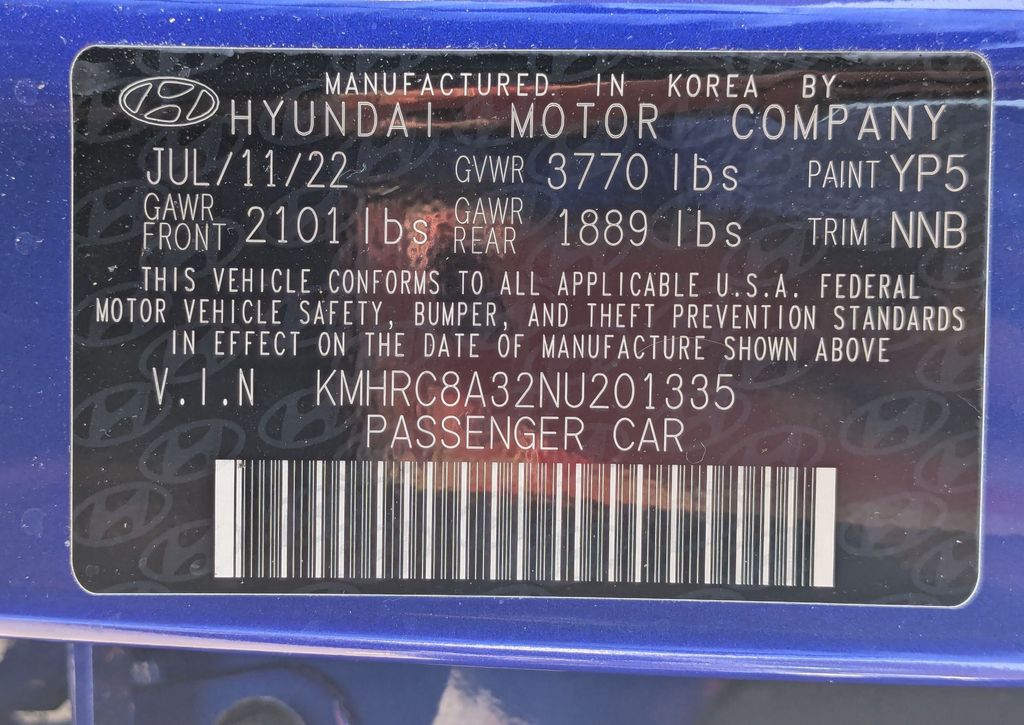 MANUFACTURED IN KOREA BY
HYUNDAI MOTOR COMPANY
JUL/11/22 GVWR 3770 lbs PAINT YP5
GAWR FRONT 2101 lbs GAWR REAR 1889 lbs TRIM NNB
THIS VEHICLE CONFORMS TO ALL APPLICABLE U.S.A. FEDERAL
MOTOR VEHICLE SAFETY, BUMPER, AND THEFT PREVENTION STANDARDS
IN EFFECT ON THE DATE OF MANUFACTURE SHOWN ABOVE
V.I.N KMHRC8A32NU201335
PASSENGER CAR